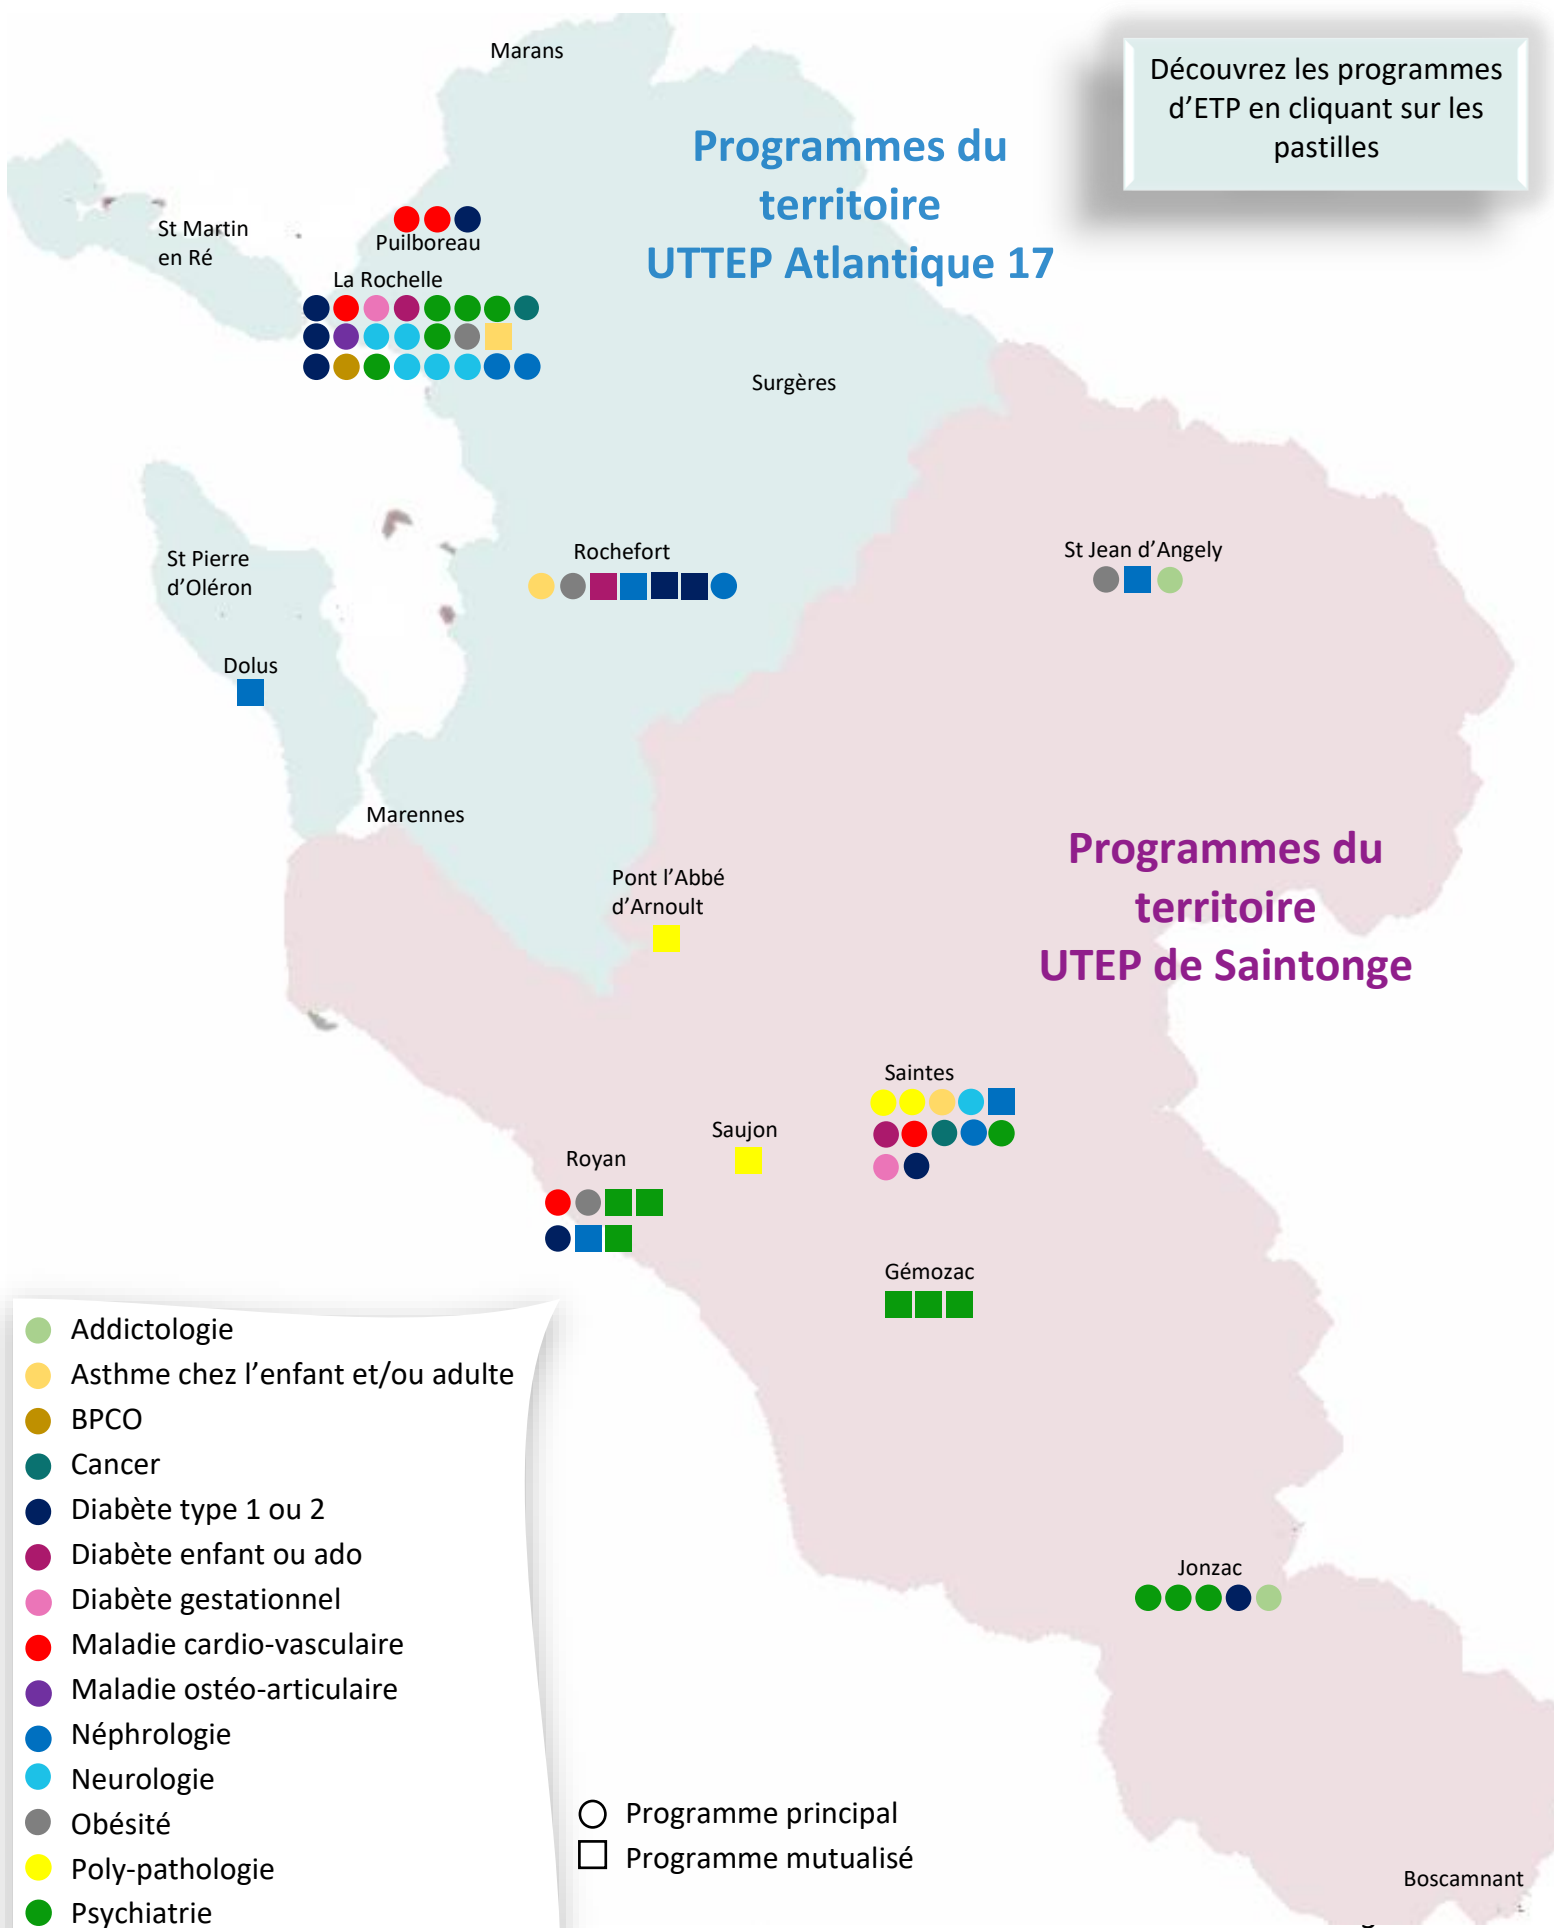 Marans
Découvrez les programmes
d’ETP en cliquant sur les
pastilles
Programmes du
territoire
UTTEP Atlantique 17
St Martin
en Ré
Puilboreau
La Rochelle
Surgères
St Pierre
d’Oléron
Rochefort
St Jean d’Angely
Dolus
Marennes
Pont l’Abbé
d’Arnoult
Programmes du
territoire
UTEP de Saintonge
Saintes
Saujon
Royan
Gémozac
Jonzac
Addictologie
Asthme chez l’enfant et/ou adulte
BPCO
Cancer
Diabète type 1 ou 2
Diabète enfant ou ado
Diabète gestationnel
Maladie cardio-vasculaire
Maladie ostéo-articulaire
Néphrologie
Neurologie
Obésité
Poly-pathologie
Psychiatrie
Programme principal
Programme mutualisé
Boscamnant